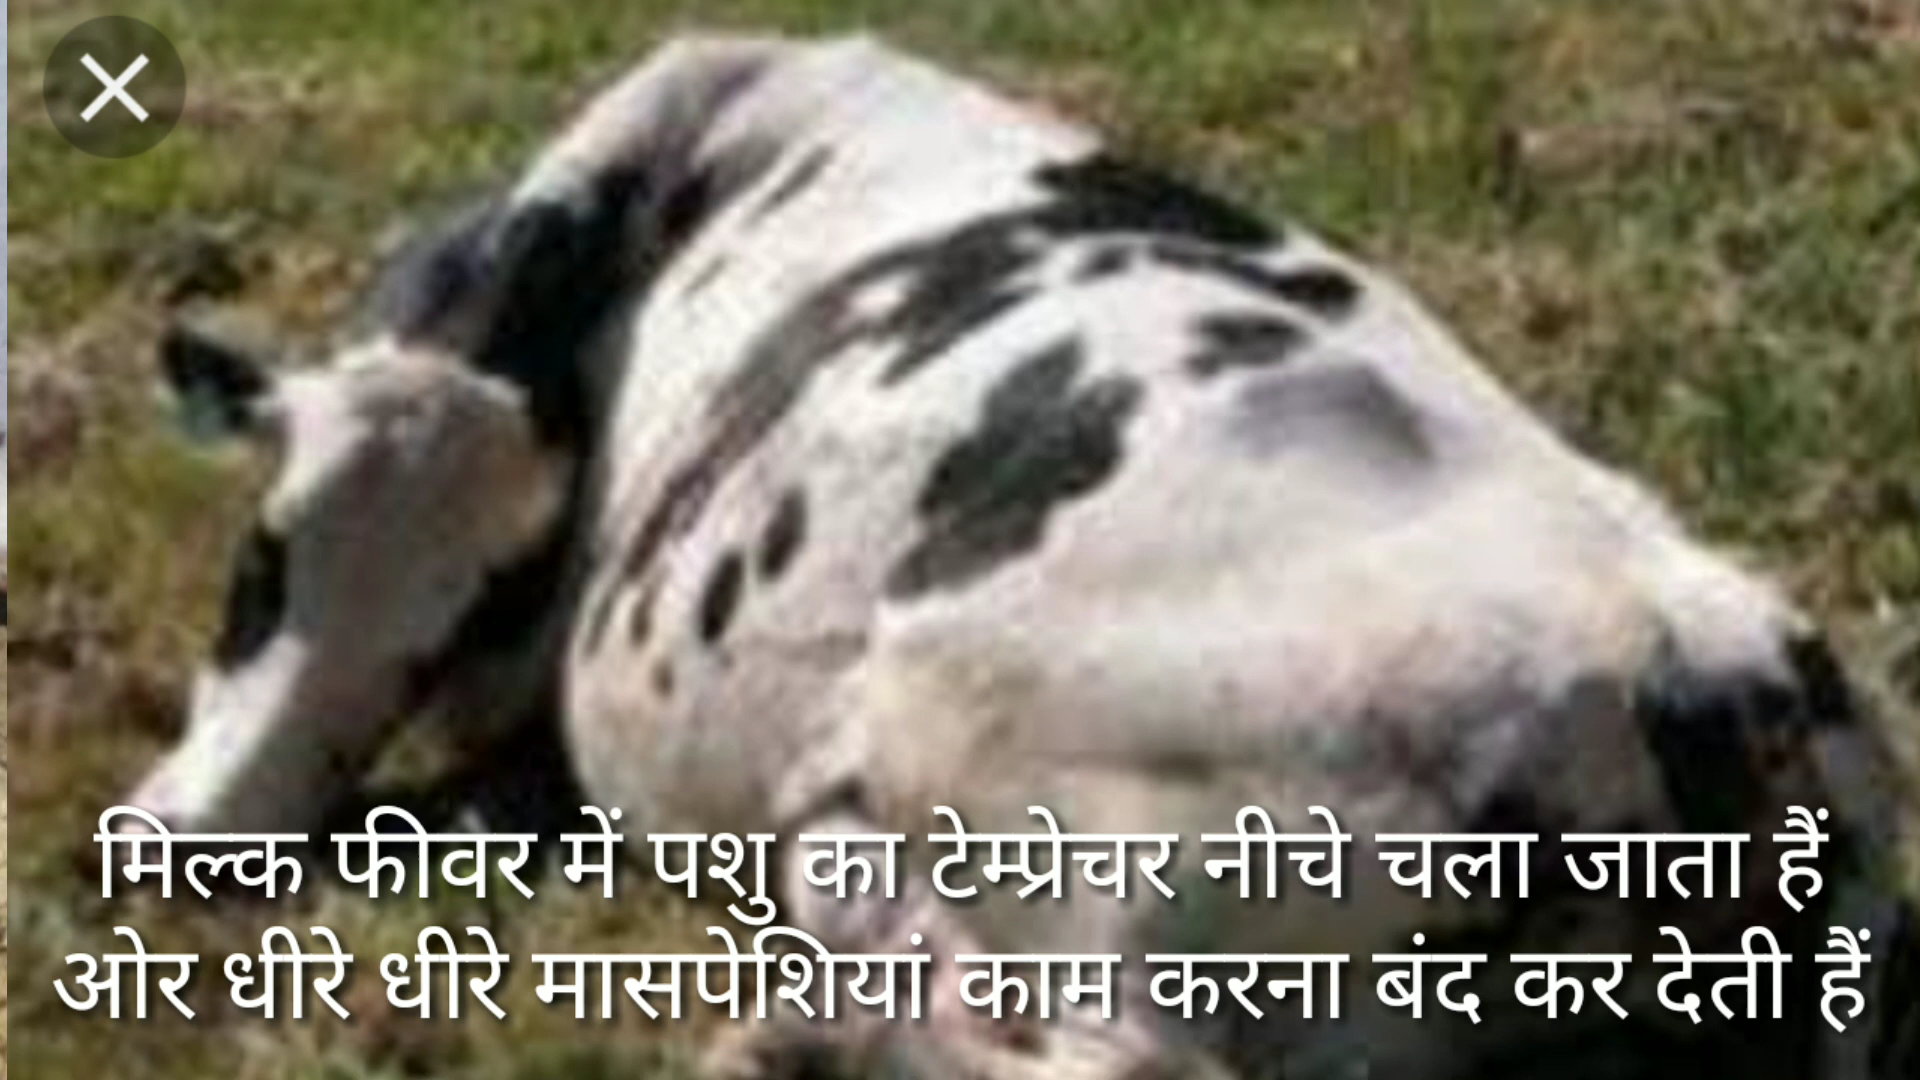 मिल्क फीवर में पशु का टेम्प्रेचर नीचे चला जाता हैं
ओर धीरे धीरे मासपेशियां काम करना बंद कर देती हैं